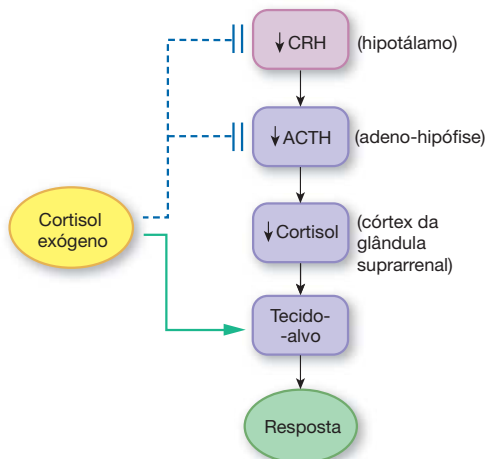 ↓ CRH (hipotálamo)
↓ ACTH (adeno-hipófise)
Cortisol
exógeno
↓ Cortisol (córtex da
glândula
suprarrenal)
Tecido-
-alvo
Resposta